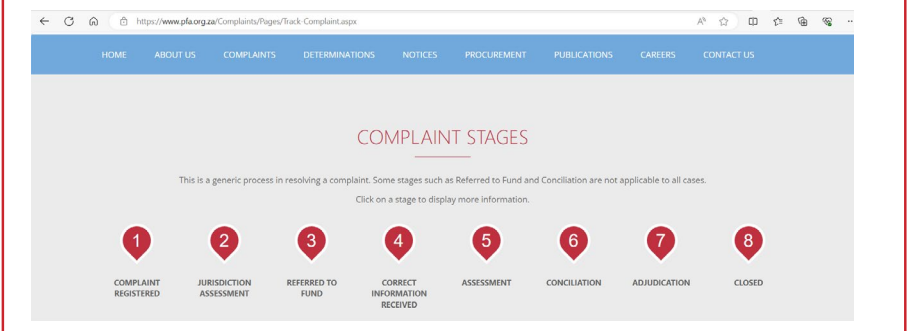 https://www.pfa.org.za/Complaints/Pages/Track-Complaint.aspx
HOME ABOUT US COMPLAINTS DETERMINATIONS NOTICES PROCUREMENT PUBLICATIONS CAREERS CONTACT US
COMPLAINT STAGES
This is a generic process in resolving a complaint. Some stages such as Referred to Fund and Conciliation are not applicable to all cases.
Click on a stage to display more information.
1 2 3 4 5 6 7 8
COMPLAINT REGISTERED
JURISDICTION ASSESSMENT
REFERRED TO FUND
CORRECT INFORMATION RECEIVED
ASSESSMENT
CONCILIATION
ADJUDICATION
CLOSED